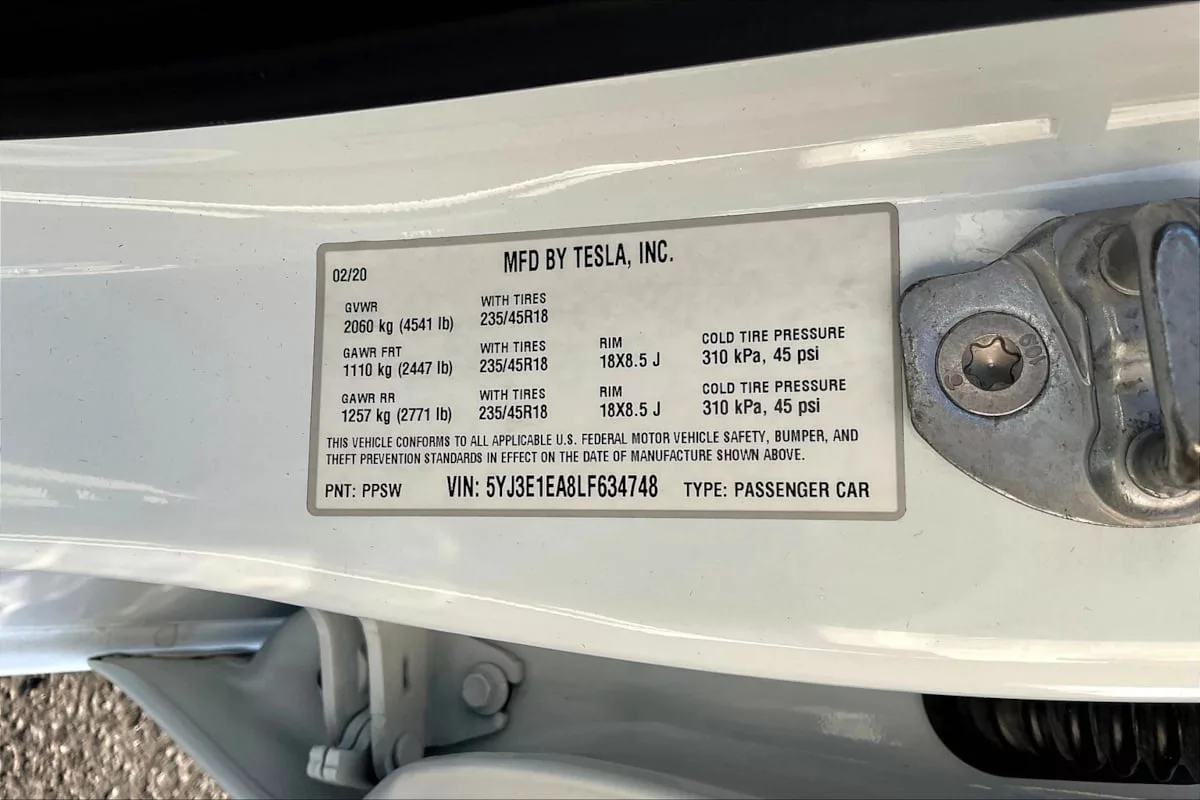 MFD BY TESLA, INC.
02/20
GVWR WITH TIRES
2060 kg (4541 lb) 235/45R18
GAWR FRT WITH TIRES RIM COLD TIRE PRESSURE
1110 kg (2447 lb) 235/45R18 18X8.5 J 310 kPa, 45 psi
GAWR RR WITH TIRES RIM COLD TIRE PRESSURE
1257 kg (2771 lb) 235/45R18 18X8.5 J 310 kPa, 45 psi
THIS VEHICLE CONFORMS TO ALL APPLICABLE U.S. FEDERAL MOTOR VEHICLE SAFETY, BUMPER, AND
THEFT PREVENTION STANDARDS IN EFFECT ON THE DATE OF MANUFACTURE SHOWN ABOVE.
PNT: PPSW VIN: 5YJ3E1EA8LF634748 TYPE: PASSENGER CAR